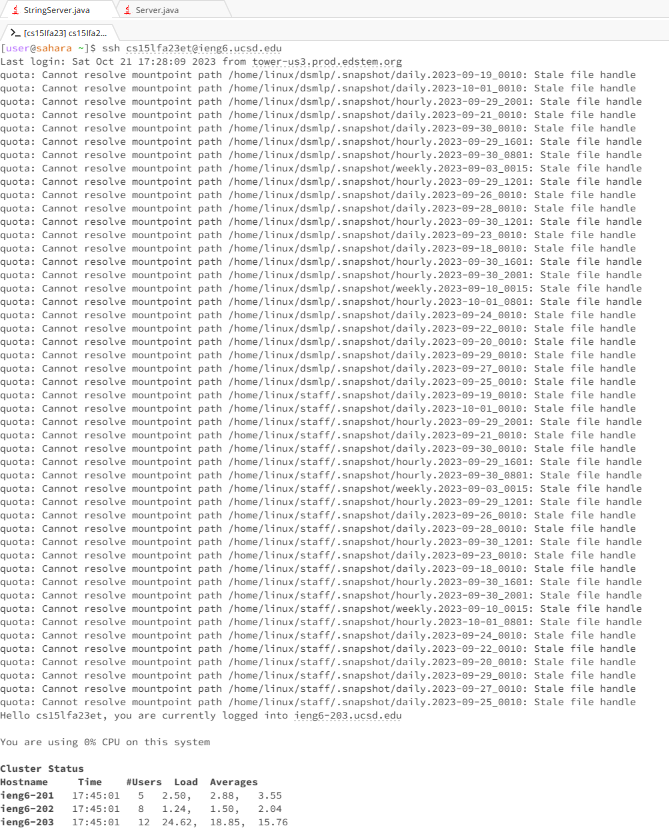 StringServer.java Server.java
[cs15lfa23] cs15lfa2...
[user@sahara ~]$ ssh cs15lfa23et@ieng6.ucsd.edu
Last login: Sat Oct 21 17:28:09 2023 from tower-us3.prod.edstem.org
quota: Cannot resolve mountpoint path /home/linux/dsmlp/.snapshot/daily.2023-09-19_0010: Stale file handle
quota: Cannot resolve mountpoint path /home/linux/dsmlp/.snapshot/daily.2023-10-01_0010: Stale file handle
quota: Cannot resolve mountpoint path /home/linux/dsmlp/.snapshot/hourly.2023-09-29_2001: Stale file handle
quota: Cannot resolve mountpoint path /home/linux/dsmlp/.snapshot/daily.2023-09-21_0010: Stale file handle
quota: Cannot resolve mountpoint path /home/linux/dsmlp/.snapshot/daily.2023-09-30_0010: Stale file handle
quota: Cannot resolve mountpoint path /home/linux/dsmlp/.snapshot/hourly.2023-09-29_1601: Stale file handle
quota: Cannot resolve mountpoint path /home/linux/dsmlp/.snapshot/hourly.2023-09-30_0801: Stale file handle
quota: Cannot resolve mountpoint path /home/linux/dsmlp/.snapshot/weekly.2023-09-03_0015: Stale file handle
quota: Cannot resolve mountpoint path /home/linux/dsmlp/.snapshot/hourly.2023-09-29_1201: Stale file handle
quota: Cannot resolve mountpoint path /home/linux/dsmlp/.snapshot/daily.2023-09-26_0010: Stale file handle
quota: Cannot resolve mountpoint path /home/linux/dsmlp/.snapshot/daily.2023-09-28_0010: Stale file handle
quota: Cannot resolve mountpoint path /home/linux/dsmlp/.snapshot/hourly.2023-09-30_1201: Stale file handle
quota: Cannot resolve mountpoint path /home/linux/dsmlp/.snapshot/daily.2023-09-23_0010: Stale file handle
quota: Cannot resolve mountpoint path /home/linux/dsmlp/.snapshot/daily.2023-09-18_0010: Stale file handle
quota: Cannot resolve mountpoint path /home/linux/dsmlp/.snapshot/hourly.2023-09-30_1601: Stale file handle
quota: Cannot resolve mountpoint path /home/linux/dsmlp/.snapshot/hourly.2023-09-30_2001: Stale file handle
quota: Cannot resolve mountpoint path /home/linux/dsmlp/.snapshot/weekly.2023-09-10_0015: Stale file handle
quota: Cannot resolve mountpoint path /home/linux/dsmlp/.snapshot/hourly.2023-10-01_0801: Stale file handle
quota: Cannot resolve mountpoint path /home/linux/dsmlp/.snapshot/daily.2023-09-24_0010: Stale file handle
quota: Cannot resolve mountpoint path /home/linux/dsmlp/.snapshot/daily.2023-09-22_0010: Stale file handle
quota: Cannot resolve mountpoint path /home/linux/dsmlp/.snapshot/daily.2023-09-20_0010: Stale file handle
quota: Cannot resolve mountpoint path /home/linux/dsmlp/.snapshot/daily.2023-09-29_0010: Stale file handle
quota: Cannot resolve mountpoint path /home/linux/dsmlp/.snapshot/daily.2023-09-27_0010: Stale file handle
quota: Cannot resolve mountpoint path /home/linux/dsmlp/.snapshot/daily.2023-09-25_0010: Stale file handle
quota: Cannot resolve mountpoint path /home/linux/staff/.snapshot/daily.2023-09-19_0010: Stale file handle
quota: Cannot resolve mountpoint path /home/linux/staff/.snapshot/daily.2023-10-01_0010: Stale file handle
quota: Cannot resolve mountpoint path /home/linux/staff/.snapshot/hourly.2023-09-29_2001: Stale file handle
quota: Cannot resolve mountpoint path /home/linux/staff/.snapshot/daily.2023-09-21_0010: Stale file handle
quota: Cannot resolve mountpoint path /home/linux/staff/.snapshot/daily.2023-09-30_0010: Stale file handle
quota: Cannot resolve mountpoint path /home/linux/staff/.snapshot/hourly.2023-09-29_1601: Stale file handle
quota: Cannot resolve mountpoint path /home/linux/staff/.snapshot/hourly.2023-09-30_0801: Stale file handle
quota: Cannot resolve mountpoint path /home/linux/staff/.snapshot/weekly.2023-09-03_0015: Stale file handle
quota: Cannot resolve mountpoint path /home/linux/staff/.snapshot/hourly.2023-09-29_1201: Stale file handle
quota: Cannot resolve mountpoint path /home/linux/staff/.snapshot/daily.2023-09-26_0010: Stale file handle
quota: Cannot resolve mountpoint path /home/linux/staff/.snapshot/daily.2023-09-28_0010: Stale file handle
quota: Cannot resolve mountpoint path /home/linux/staff/.snapshot/hourly.2023-09-30_1201: Stale file handle
quota: Cannot resolve mountpoint path /home/linux/staff/.snapshot/daily.2023-09-23_0010: Stale file handle
quota: Cannot resolve mountpoint path /home/linux/staff/.snapshot/daily.2023-09-18_0010: Stale file handle
quota: Cannot resolve mountpoint path /home/linux/staff/.snapshot/hourly.2023-09-30_1601: Stale file handle
quota: Cannot resolve mountpoint path /home/linux/staff/.snapshot/hourly.2023-09-30_2001: Stale file handle
quota: Cannot resolve mountpoint path /home/linux/staff/.snapshot/weekly.2023-09-10_0015: Stale file handle
quota: Cannot resolve mountpoint path /home/linux/staff/.snapshot/hourly.2023-10-01_0801: Stale file handle
quota: Cannot resolve mountpoint path /home/linux/staff/.snapshot/daily.2023-09-24_0010: Stale file handle
quota: Cannot resolve mountpoint path /home/linux/staff/.snapshot/daily.2023-09-22_0010: Stale file handle
quota: Cannot resolve mountpoint path /home/linux/staff/.snapshot/daily.2023-09-20_0010: Stale file handle
quota: Cannot resolve mountpoint path /home/linux/staff/.snapshot/daily.2023-09-29_0010: Stale file handle
quota: Cannot resolve mountpoint path /home/linux/staff/.snapshot/daily.2023-09-27_0010: Stale file handle
quota: Cannot resolve mountpoint path /home/linux/staff/.snapshot/daily.2023-09-25_0010: Stale file handle
Hello cs15lfa23et, you are currently logged into ieng6-203.ucsd.edu
You are using 0% CPU on this system
Cluster Status
Hostname Time #Users Load Averages
ieng6-201 17:45:01 5 2.50, 2.88, 3.55
ieng6-202 17:45:01 8 1.24, 1.50, 2.04
ieng6-203 17:45:01 12 24.62, 18.85, 15.76